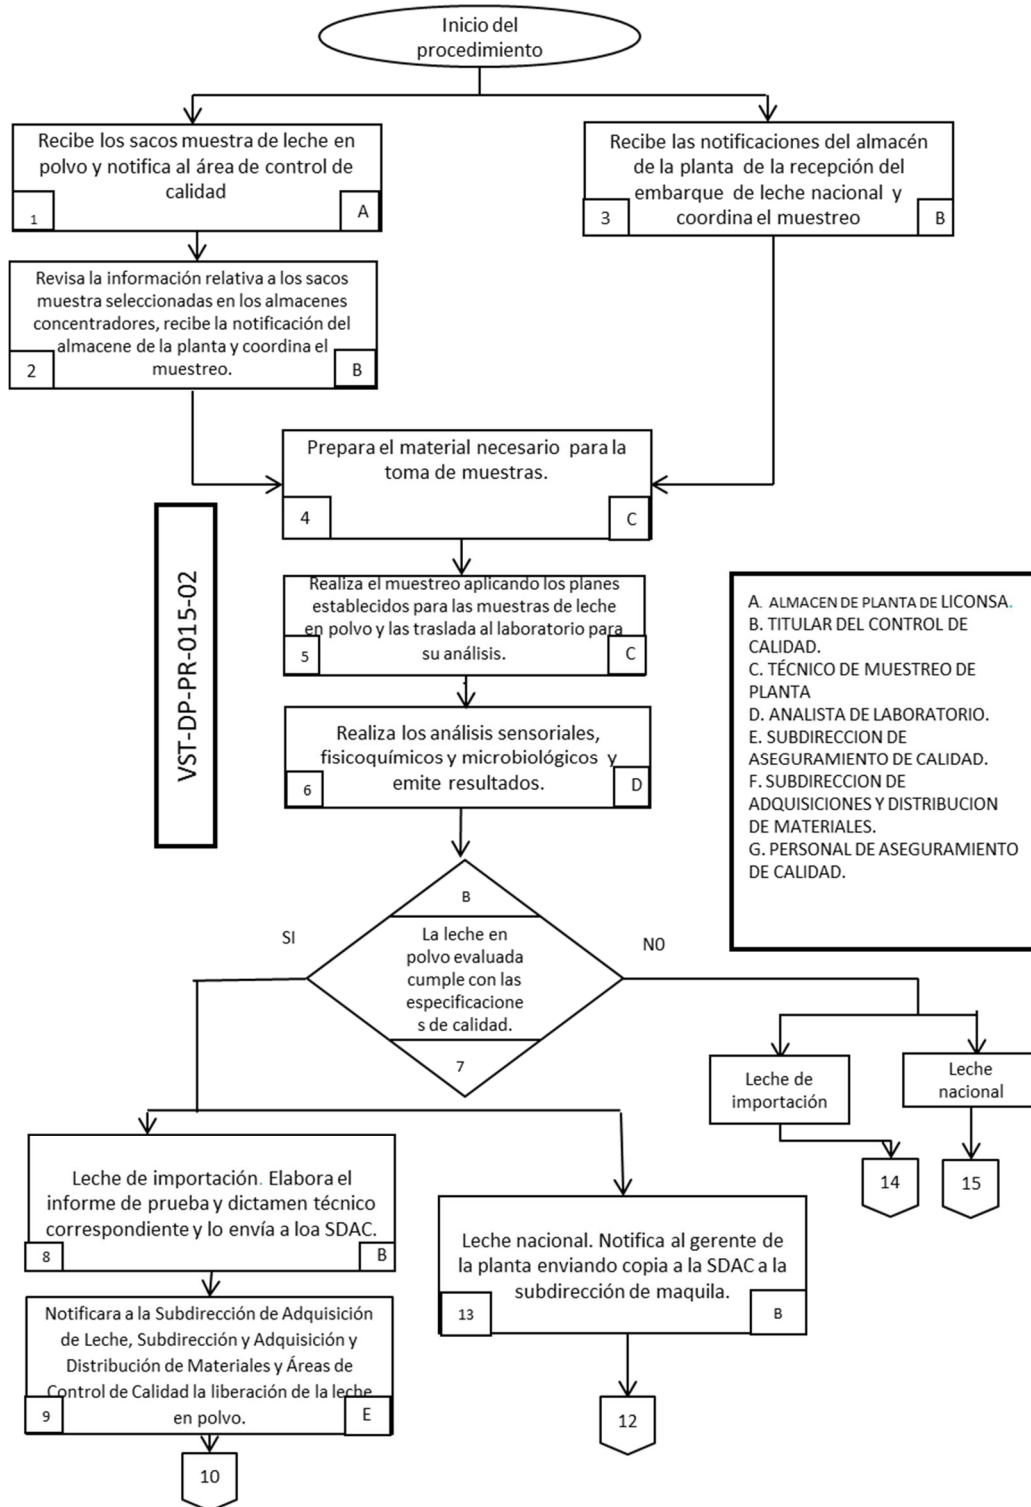 Inicio del
procedimiento
Recibe los sacos muestra de leche en
polvo y notifica al área de control de
calidad
1
A
Recibe las notificaciones del almacén
de la planta de la recepción del
embarque de leche nacional y
coordina el muestreo
3
B
Revisa la información relativa a los sacos
muestra seleccionadas en los almacenes
concentradores, recibe la notificación del
almacene de la planta y coordina el
muestreo.
2
B
Prepara el material necesario para la
toma de muestras.
4
C
VST-DP-PR-015-02
Realiza el muestreo aplicando los planes
establecidos para las muestras de leche
en polvo y las traslada al laboratorio para
su análisis.
5
C
A. ALMACEN DE PLANTA DE LICONSA.
B. TITULAR DEL CONTROL DE
CALIDAD.
C. TÉCNICO DE MUESTREO DE
PLANTA
D. ANALISTA DE LABORATORIO.
E. SUBDIRECCION DE
ASEGURAMIENTO DE CALIDAD.
F. SUBDIRECCION DE
ADQUISICIONES Y DISTRIBUCION
DE MATERIALES.
G. PERSONAL DE ASEGURAMIENTO
DE CALIDAD.
Realiza los análisis sensoriales,
fisicoquímicos y microbiológicos y
emite resultados.
6
D
B
La leche en
polvo evaluada
cumple con las
especificacione
s de calidad.
7
SI
N0
Leche de
importación
Leche
nacional
14
15
Leche de importación. Elabora el
informe de prueba y dictamen técnico
correspondiente y lo envía a loa SDAC.
8
B
Leche nacional. Notifica al gerente de
la planta enviando copia a la SDAC a la
subdirección de maquila.
13
B
Notificara a la Subdirección de Adquisición
de Leche, Subdirección y Adquisición y
Distribución de Materiales y Áreas de
Control de Calidad la liberación de la leche
en polvo.
9
E
12
10